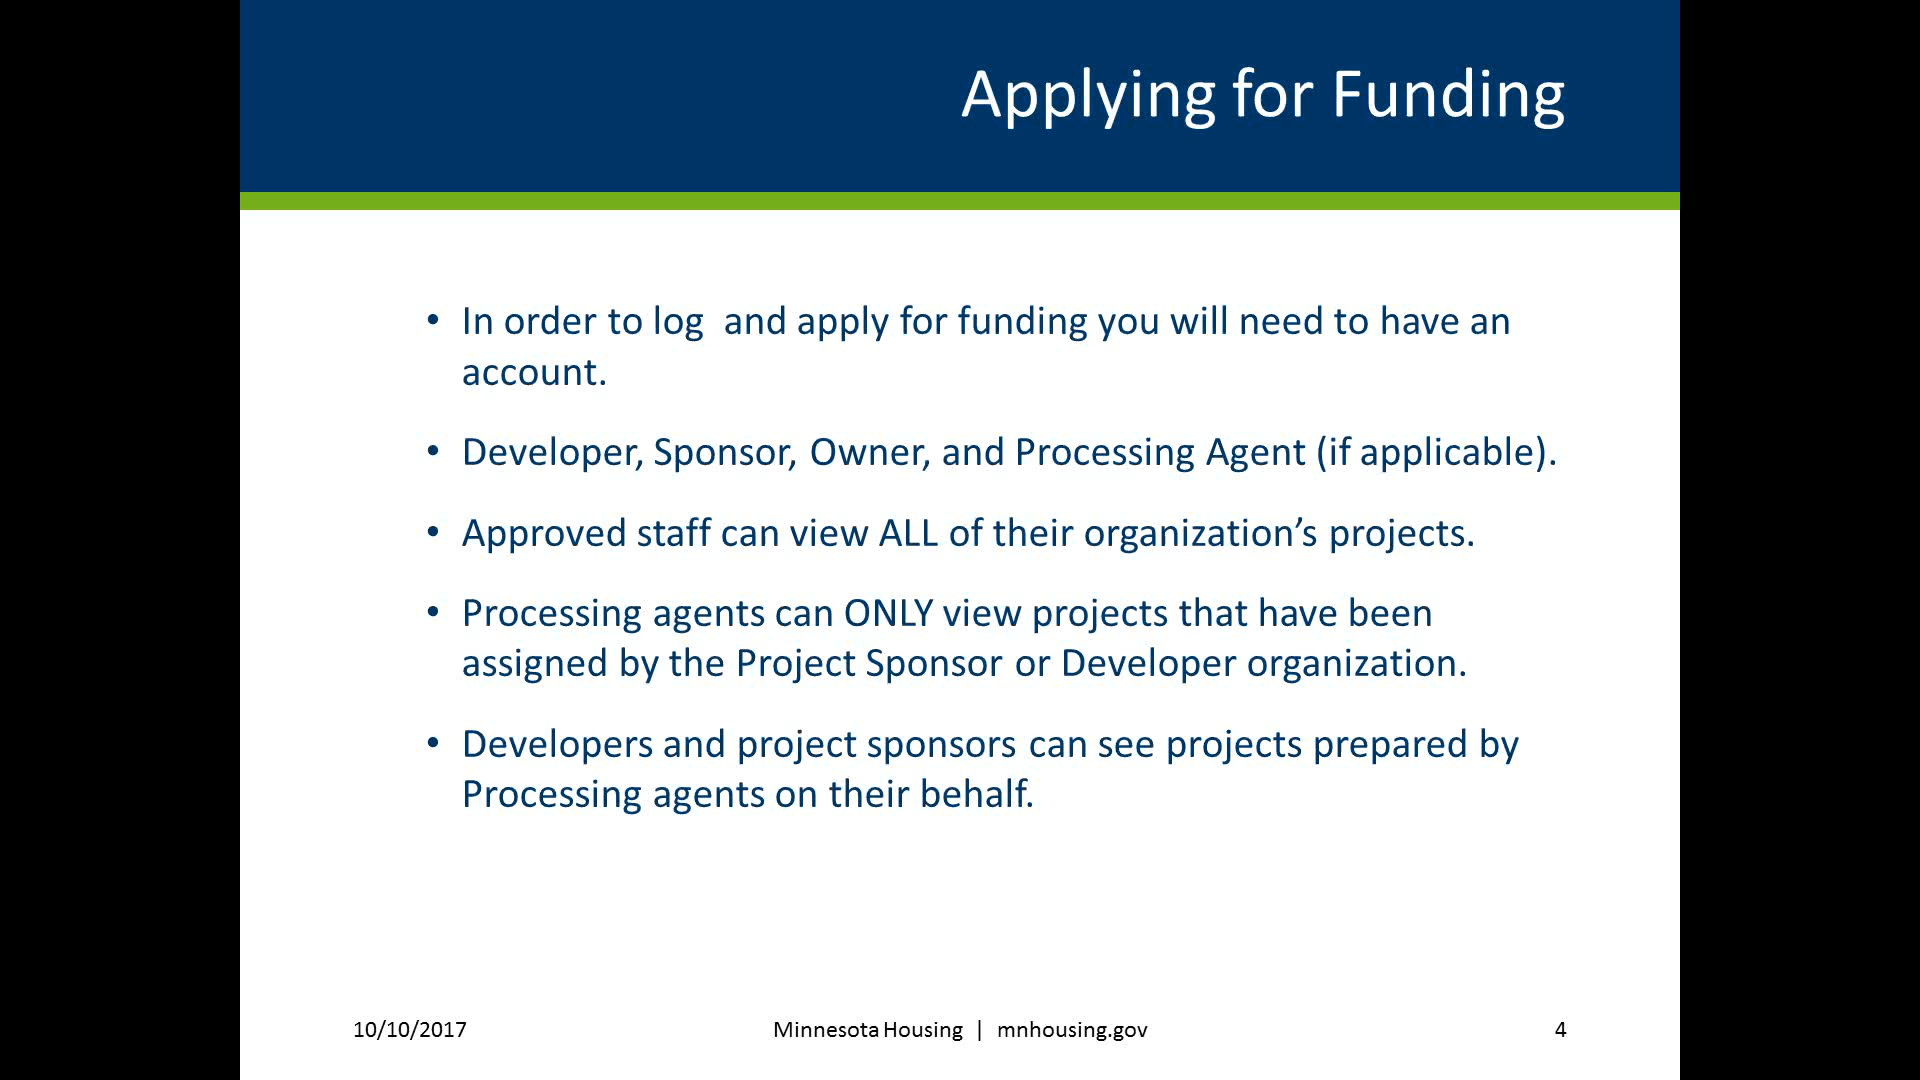 Applying for Funding
• In order to log  and apply for funding you will need to have an
account.
• Developer, Sponsor, Owner, and Processing Agent (if applicable).
• Approved staff can view ALL of their organization’s projects.
• Processing agents can ONLY view projects that have been
assigned by the Project Sponsor or Developer organization.
• Developers and project sponsors can see projects prepared by
Processing agents on their behalf.
10/10/2017
Minnesota Housing | mnhousing.gov
4